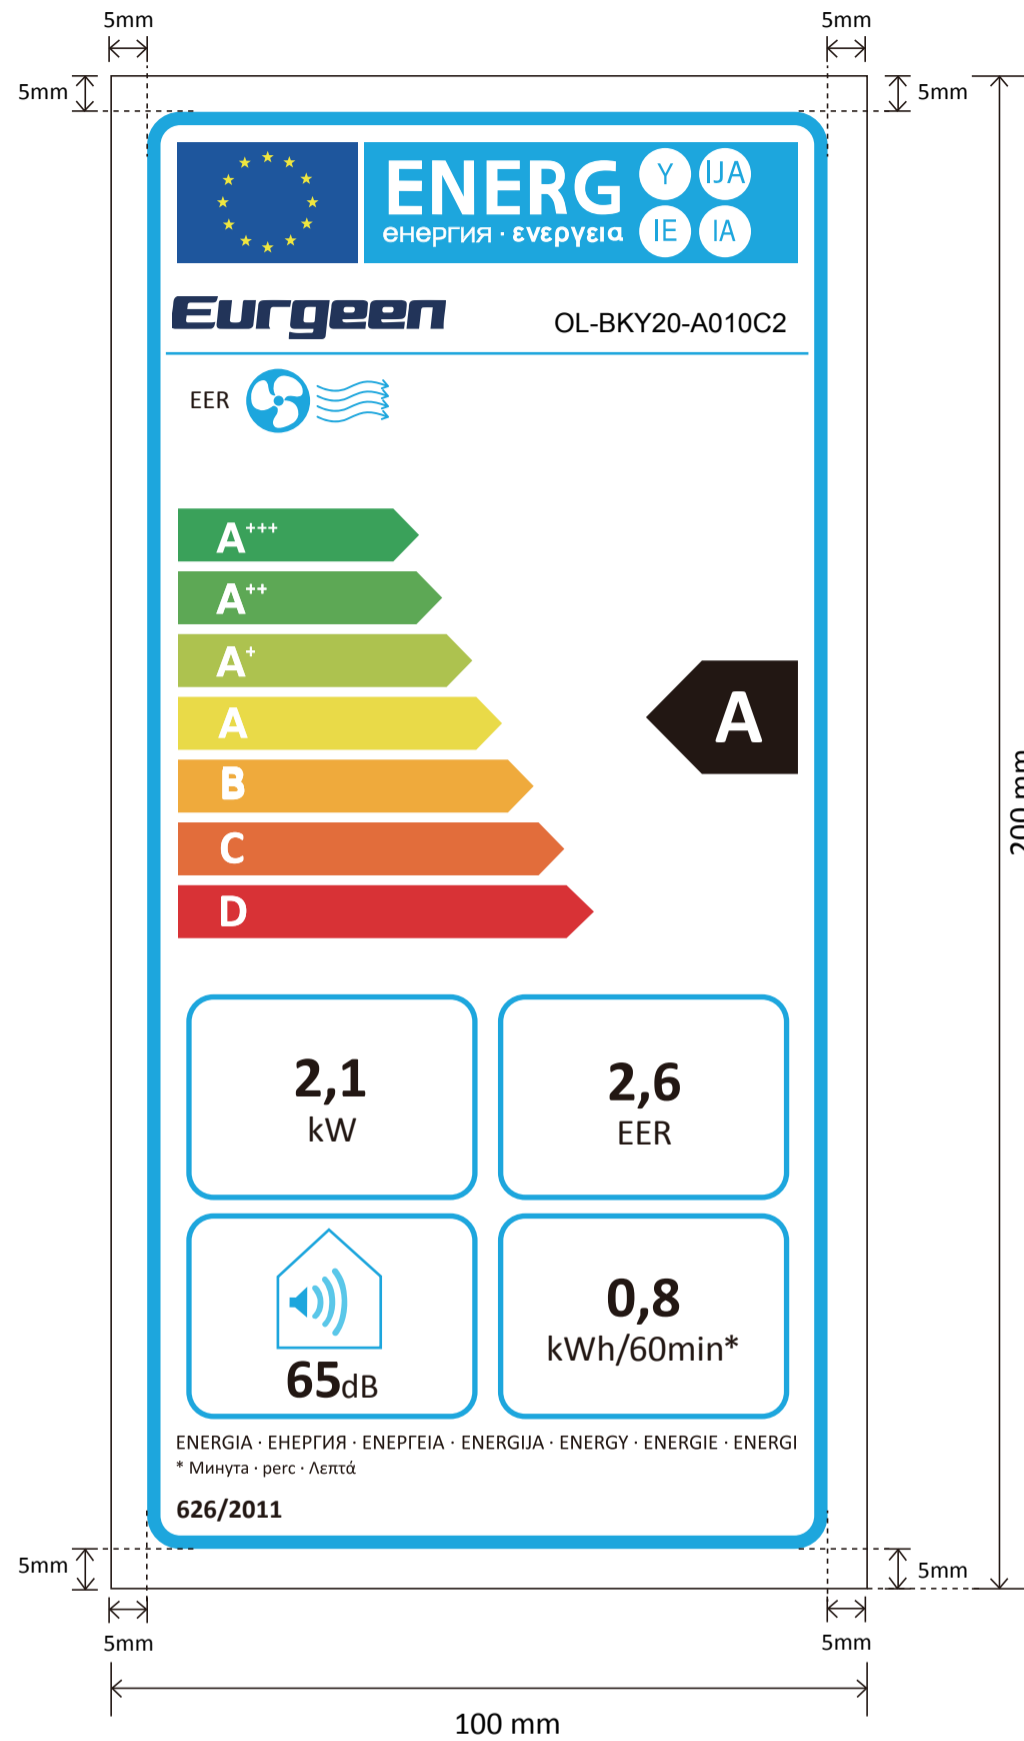 5mm 5mm
5mm 5mm
ENERG Y IJA
енергия · ενεργεια IE IA
Eurgeen OL-BKY20-A010C2
EER
A+++
A++
A+
A
A
B
C
D
200 mm
2,1
kW
2,6
EER
65dB
0,8
kWh/60min*
ENERGIA · ЕНЕРГИЯ · ΕΝΕΡΓΕΙΑ · ENERGIJA · ENERGY · ENERGIE · ENERGI
* Минута · perc · Λεπτά
626/2011
5mm 5mm
5mm 5mm
100 mm